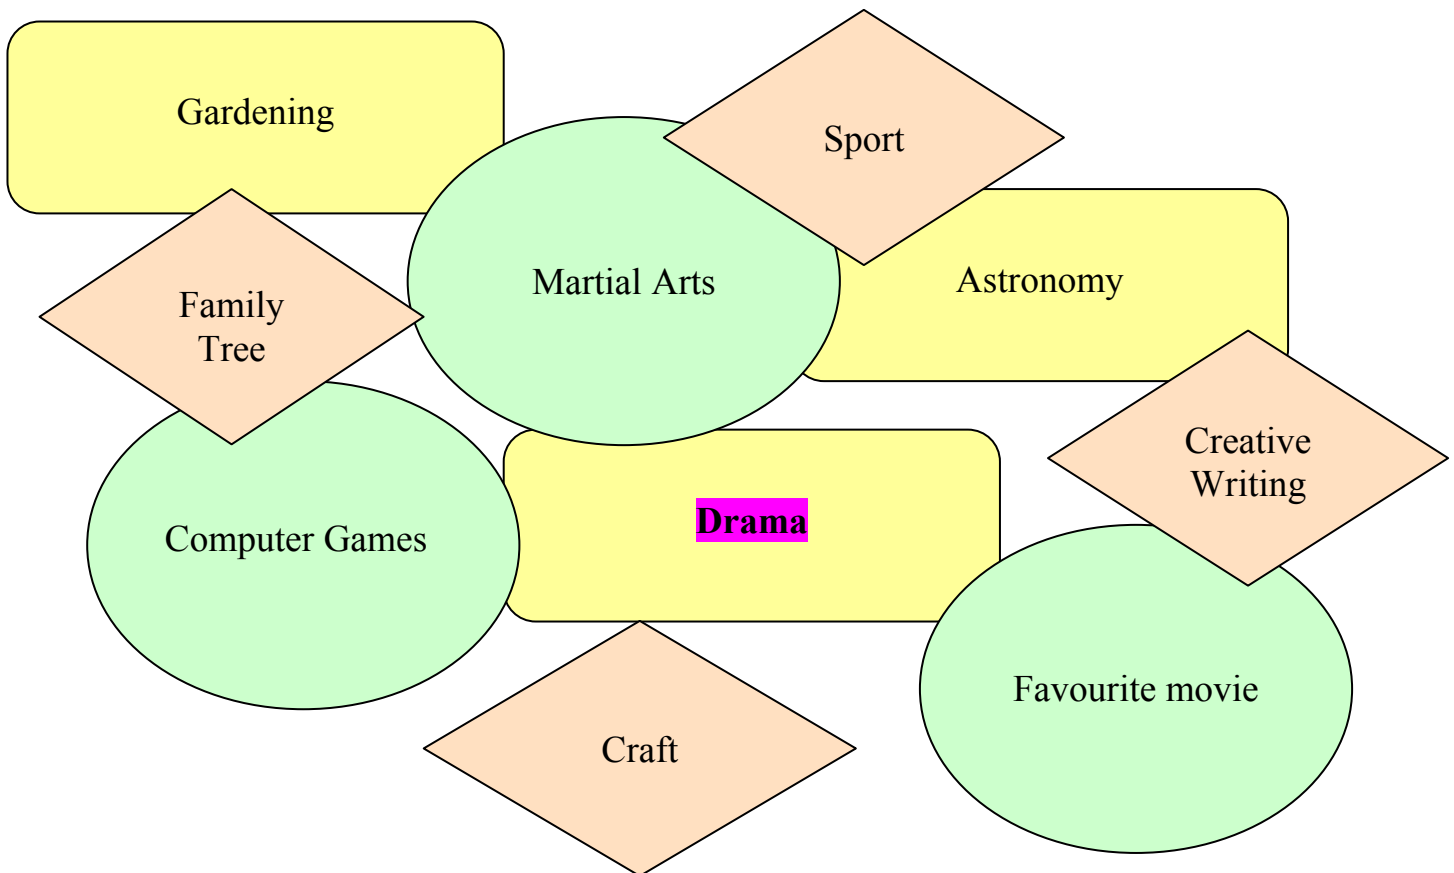 Gardening
Sport
Martial Arts
Astronomy
Family
Tree
Creative
Writing
Drama
Computer Games
Favourite movie
Craft